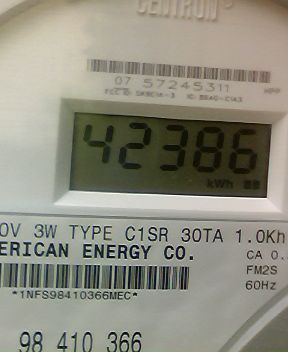 CENTRON®
07 57245311
42386
kWh
0V 3W TYPE C1SR 30TA 1.0Kh
ERICAN ENERGY CO.
CA 0.
FM2S
*1NFS98410366MEC*
60Hz
98 410 366